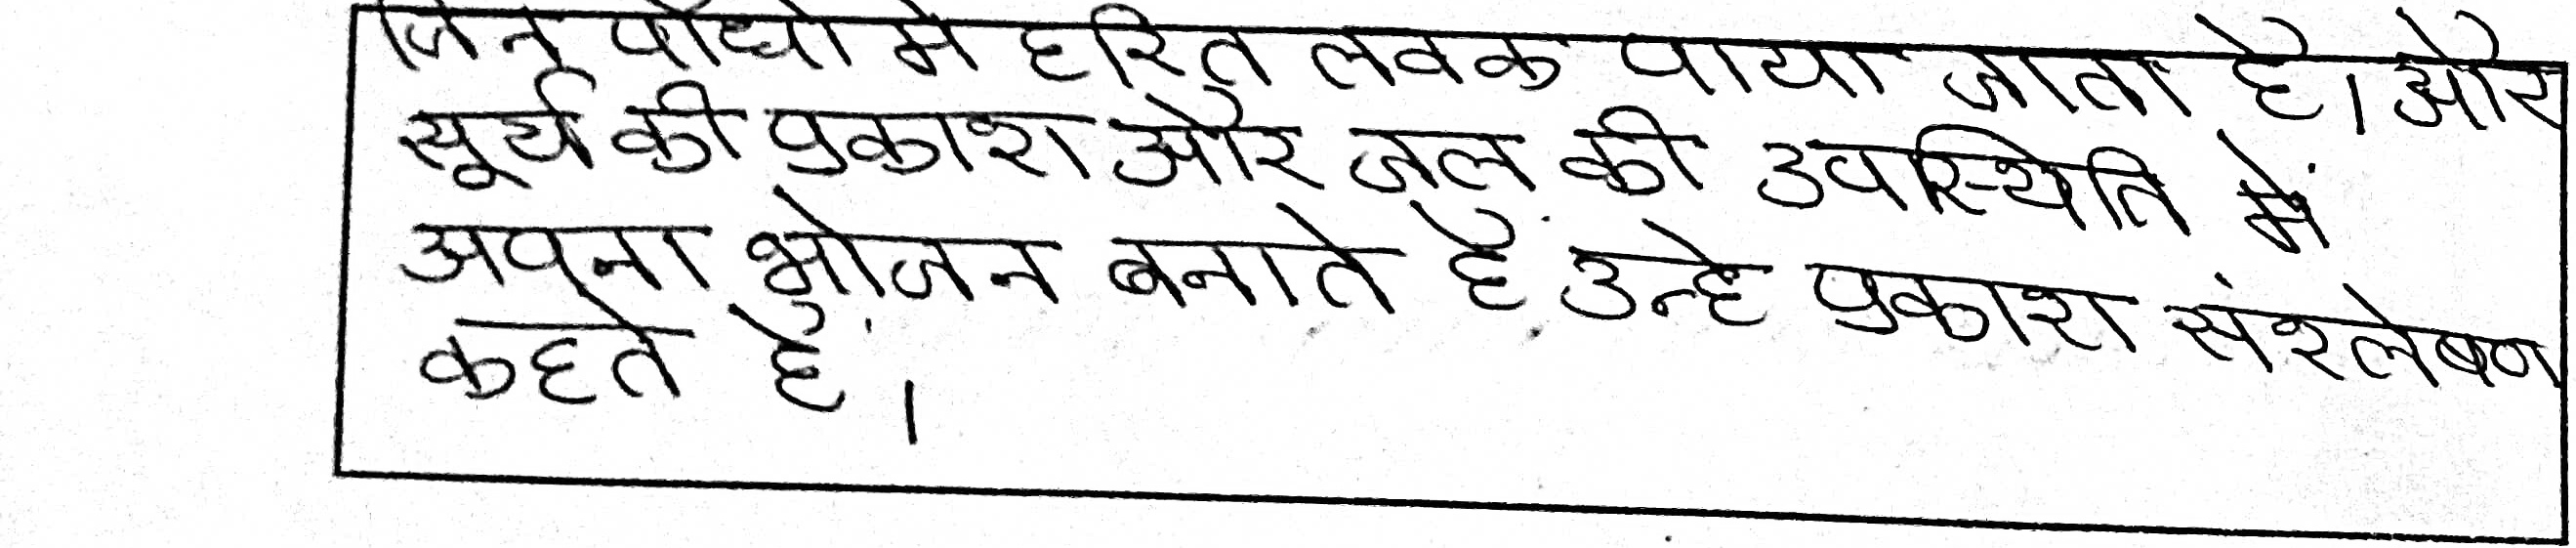 जिन पौधो मे हरित लवक पाया जाता है। और
सूर्य की प्रकाश और जल की उपस्थिति में
अपना भोजन बनाते है उन्हे प्रकाश संश्लेषण
कहते है।